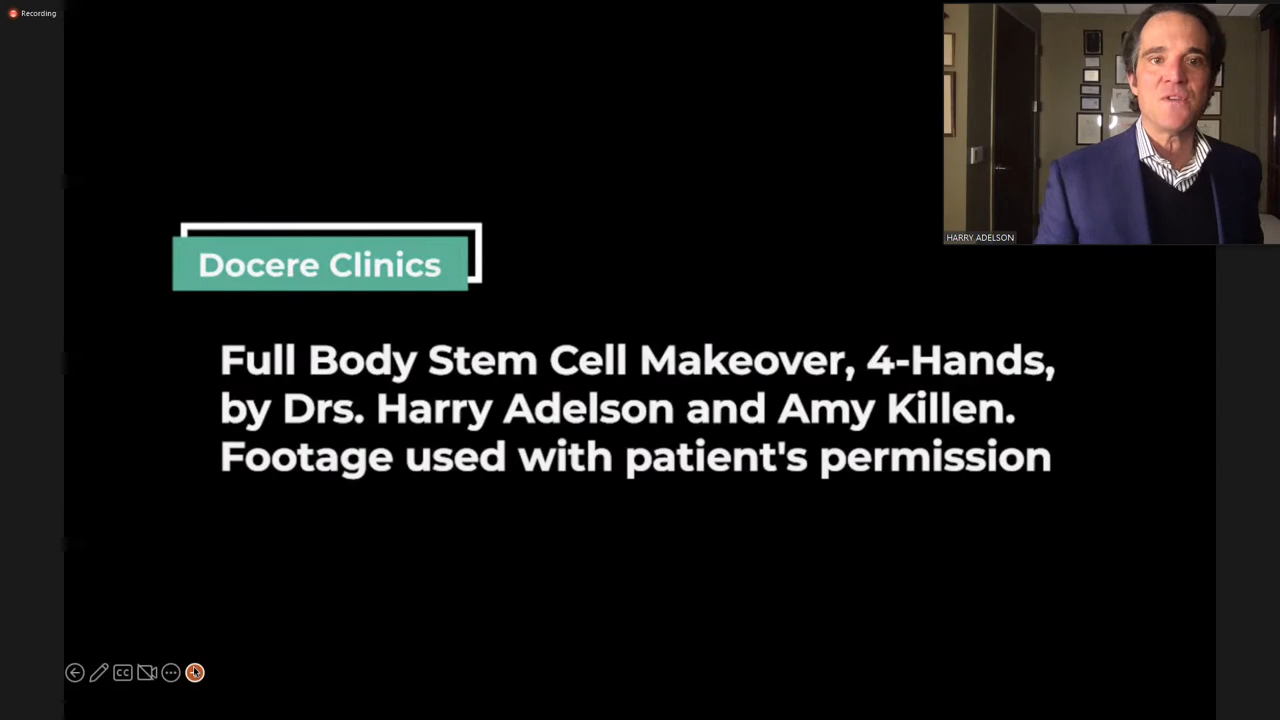 Recording
HARRY ADELSON
Docere Clinics
Full Body Stem Cell Makeover, 4-Hands,
by Drs. Harry Adelson and Amy Killen.
Footage used with patient's permission
CC